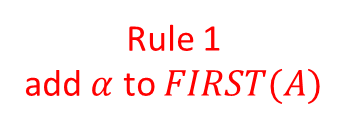 Rule 1
add α to FIRST(A)